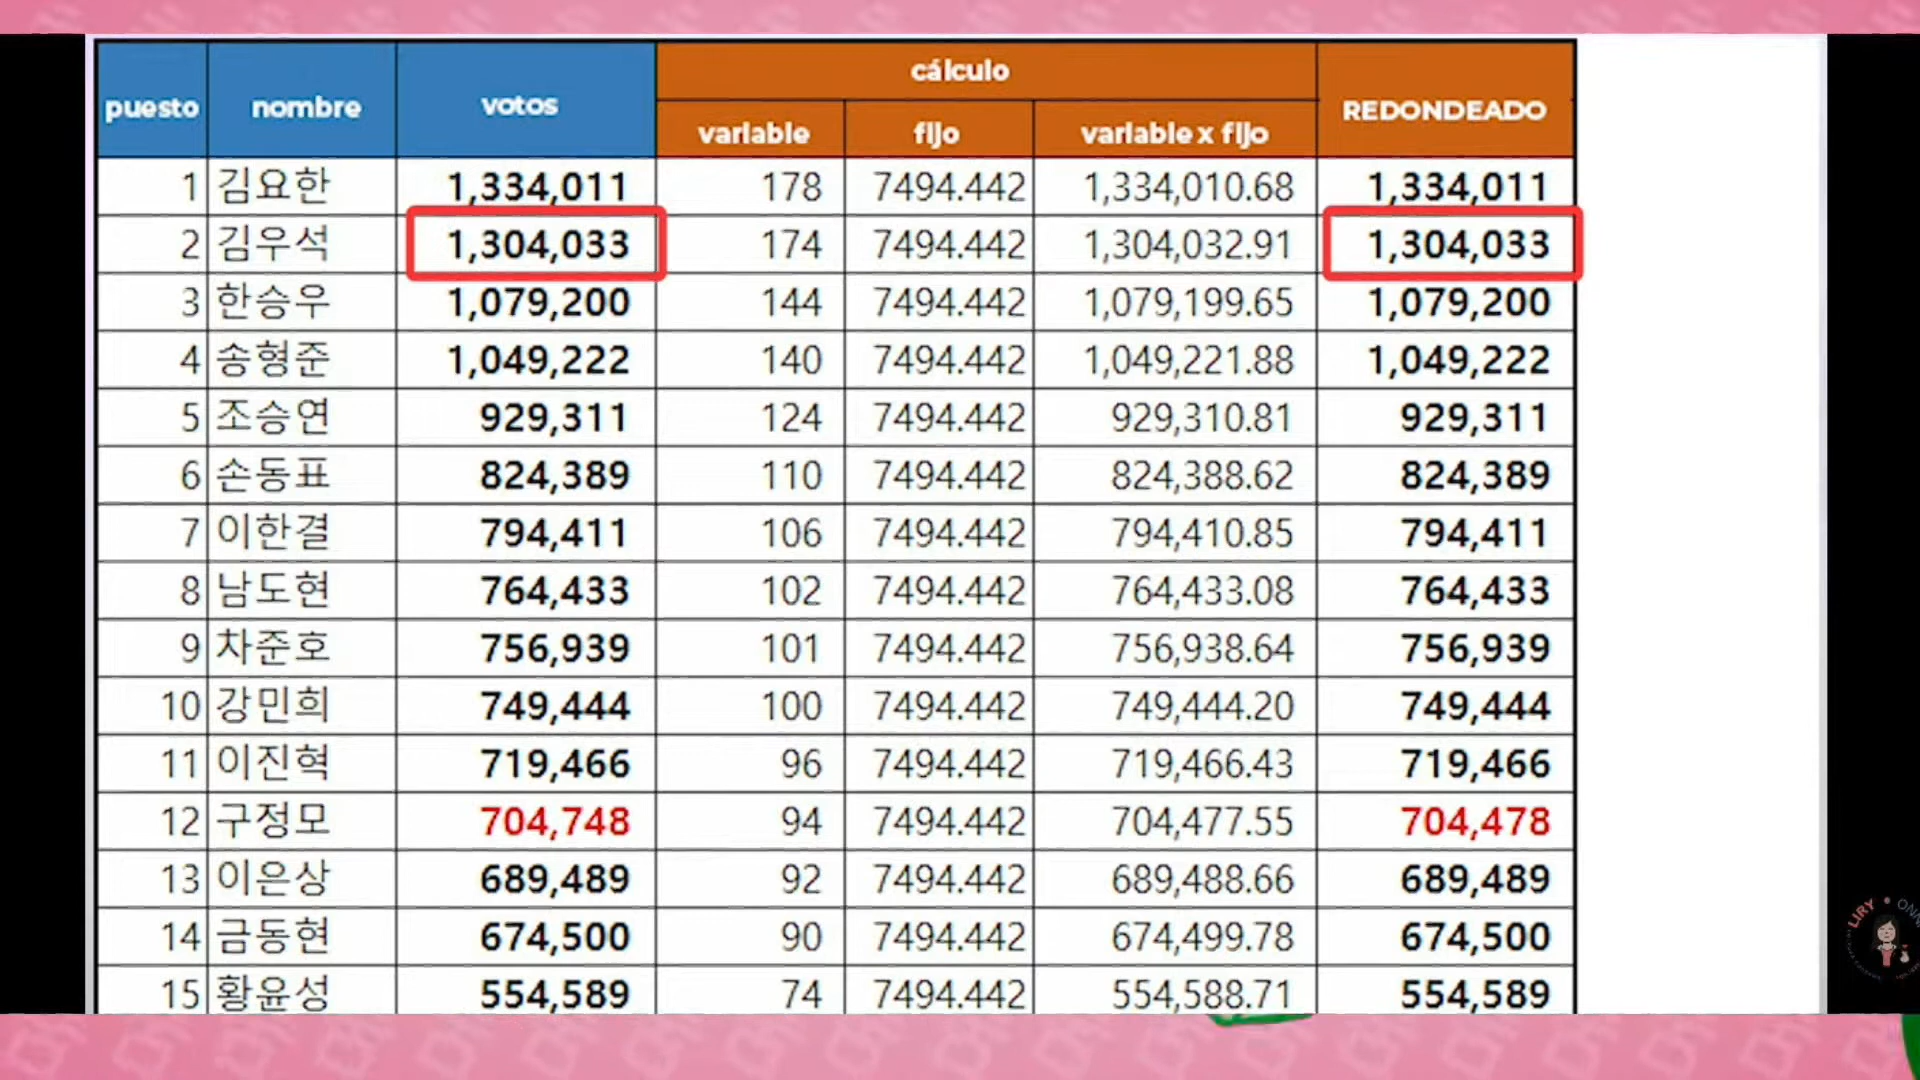 puesto nombre votos cálculo REDONDEADO
variable fijo variable x fijo
1 김요한 1,334,011 178 7494.442 1,334,010.68 1,334,011
2 김우석 1,304,033 174 7494.442 1,304,032.91 1,304,033
3 한승우 1,079,200 144 7494.442 1,079,199.65 1,079,200
4 송형준 1,049,222 140 7494.442 1,049,221.88 1,049,222
5 조승연 929,311 124 7494.442 929,310.81 929,311
6 손동표 824,389 110 7494.442 824,388.62 824,389
7 이한결 794,411 106 7494.442 794,410.85 794,411
8 남도현 764,433 102 7494.442 764,433.08 764,433
9 차준호 756,939 101 7494.442 756,938.64 756,939
10 강민희 749,444 100 7494.442 749,444.20 749,444
11 이진혁 719,466 96 7494.442 719,466.43 719,466
12 구정모 704,748 94 7494.442 704,477.55 704,478
13 이은상 689,489 92 7494.442 689,488.66 689,489
14 금동현 674,500 90 7494.442 674,499.78 674,500
15 황윤성 554,589 74 7494.442 554,588.71 554,589
LIRY • ONN